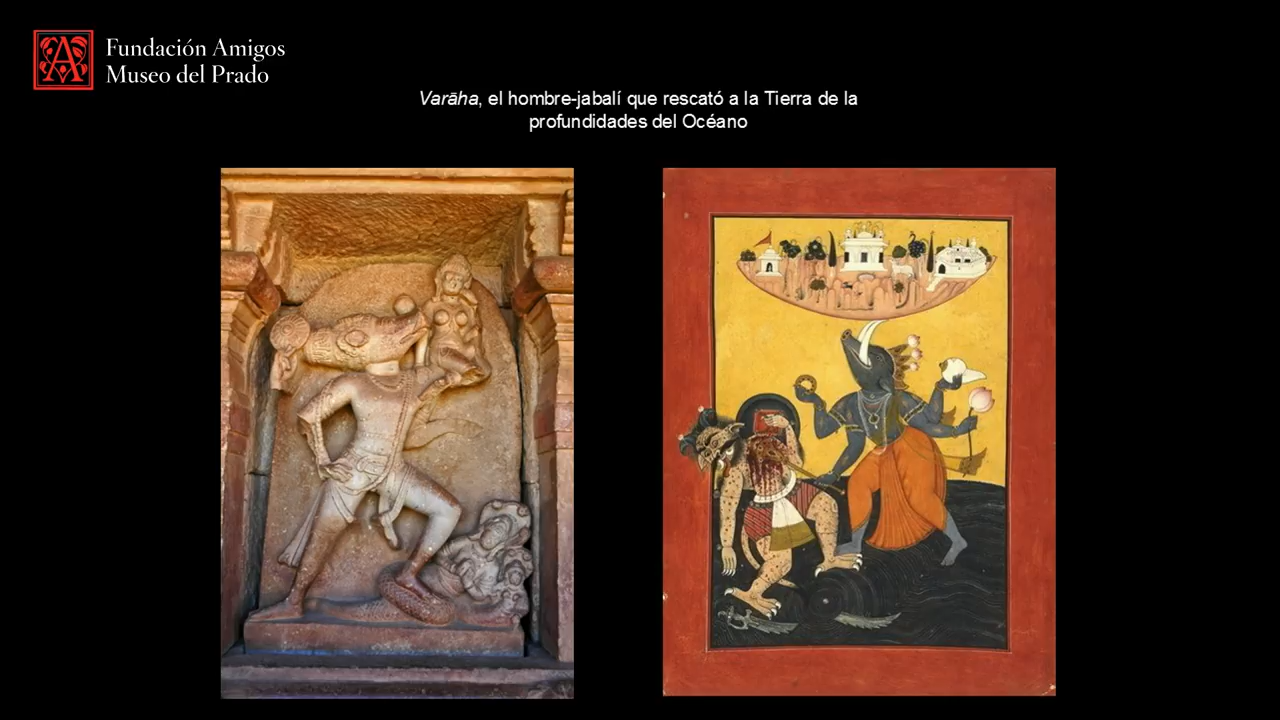 Fundación Amigos
Museo del Prado
Varāha, el hombre-jabalí que rescató a la Tierra de la
profundidades del Océano